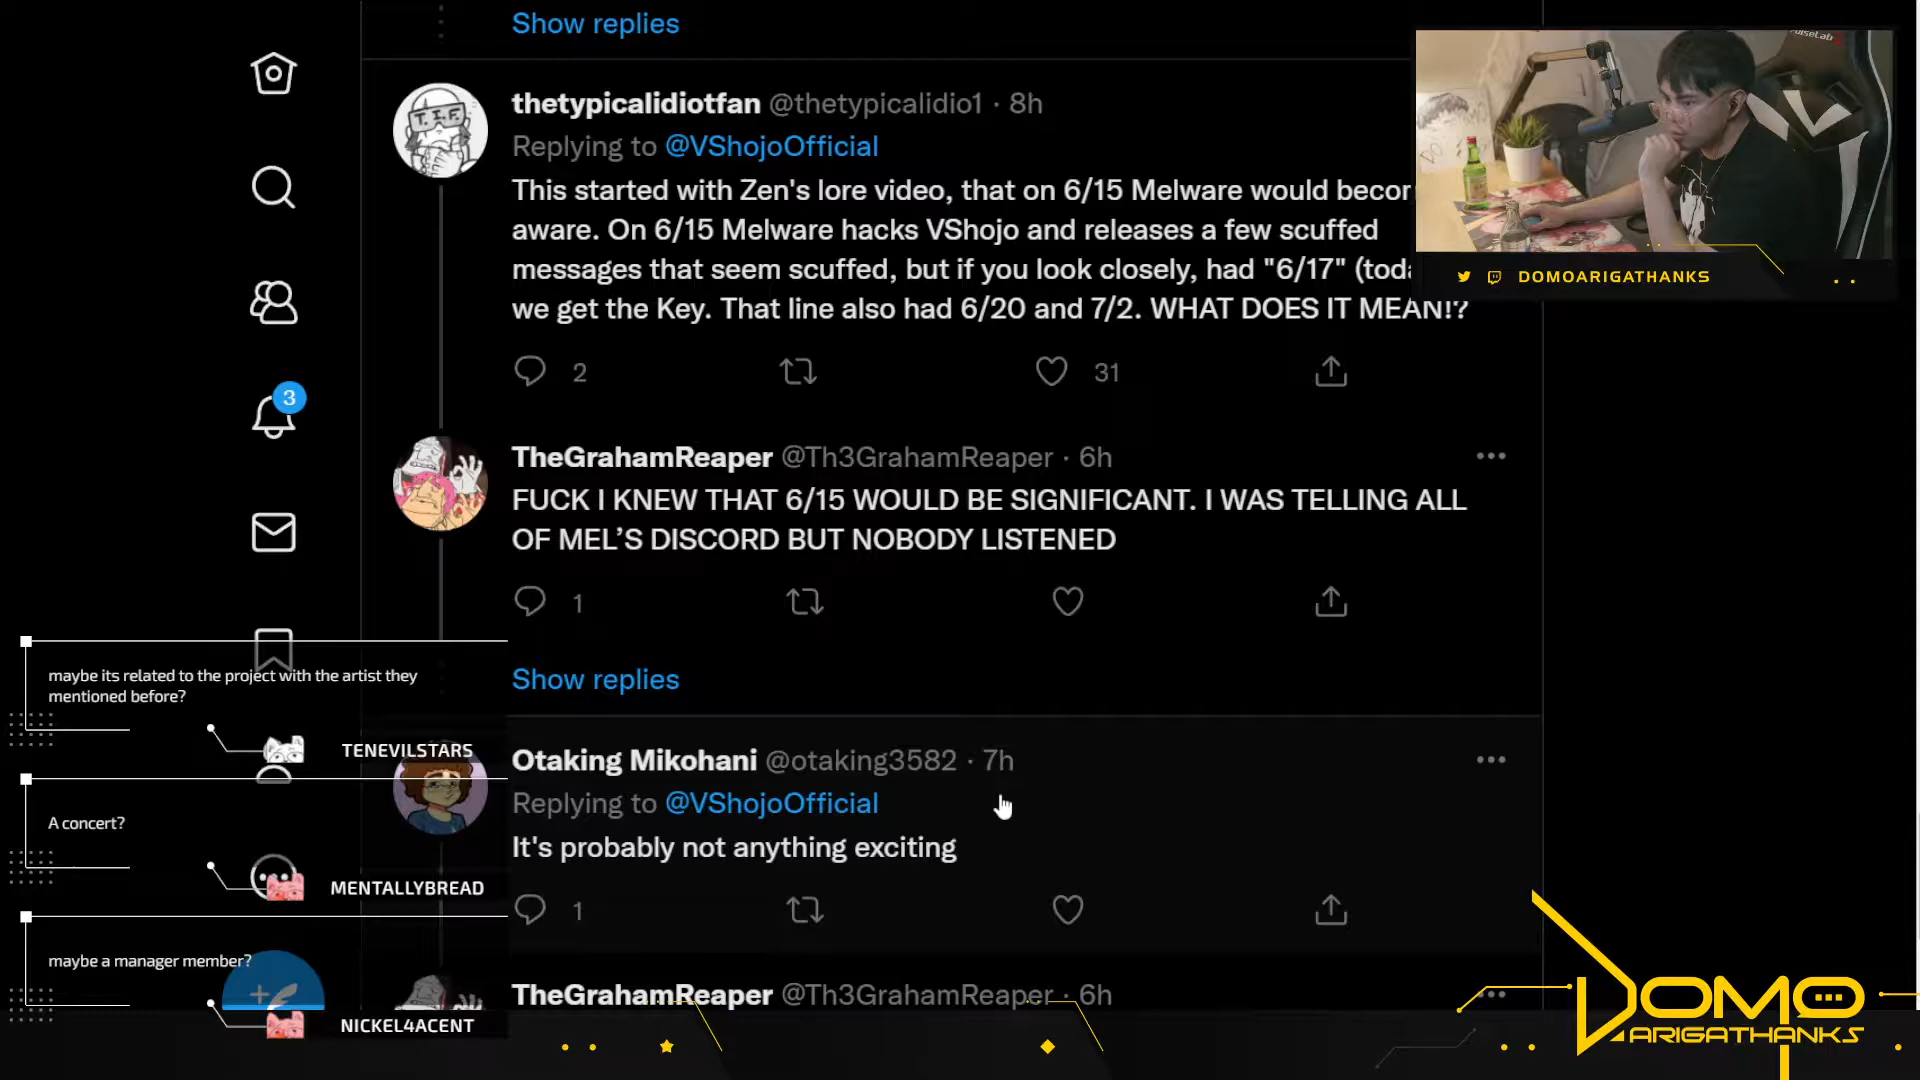 Show replies
thetypicalidiotfan @thetypicalidio1 · 8h
Replying to @VShojoOfficial
This started with Zen's lore video, that on 6/15 Melware would becor
aware. On 6/15 Melware hacks VShojo and releases a few scuffed
messages that seem scuffed, but if you look closely, had "6/17" (toda
we get the Key. That line also had 6/20 and 7/2. WHAT DOES IT MEAN!?
2
31
TheGrahamReaper @Th3GrahamReaper · 6h
FUCK I KNEW THAT 6/15 WOULD BE SIGNIFICANT. I WAS TELLING ALL
OF MEL’S DISCORD BUT NOBODY LISTENED
1
Show replies
Otaking Mikohani @otaking3582 · 7h
Replying to @VShojoOfficial
It's probably not anything exciting
1
TheGrahamReaper @Th3GrahamReaper · 6h
3
T.I.F.
maybe its related to the project with the artist they
mentioned before?
TENEVILSTARS
A concert?
MENTALLYBREAD
maybe a manager member?
NICKEL4ACENT
DOMOARIGATHANKS
DOMO
ARIGATHANKS